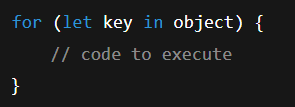 for (let key in object) {
    // code to execute
}